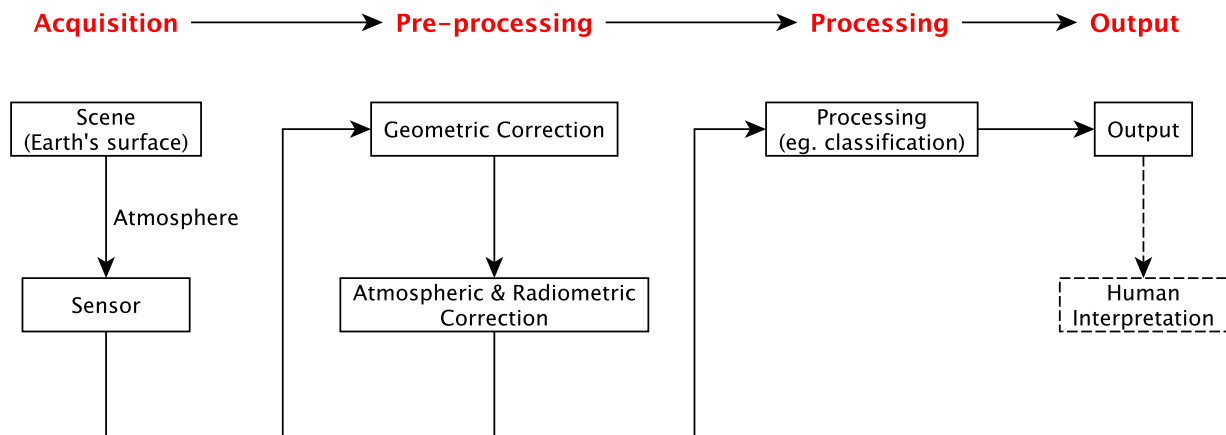 Acquisition
Pre-processing
Processing
Output
Scene
(Earth's surface)
Atmosphere
Sensor
Geometric Correction
Atmospheric & Radiometric
Correction
Processing
(eg. classification)
Output
Human
Interpretation